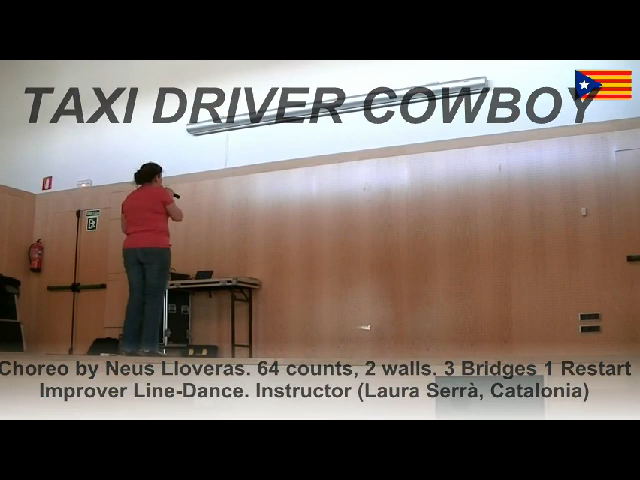 TAXI DRIVER COWBOY
Choreo by Neus Lloveras. 64 counts, 2 walls. 3 Bridges 1 Restart
Improver Line-Dance. Instructor (Laura Serrà, Catalonia)